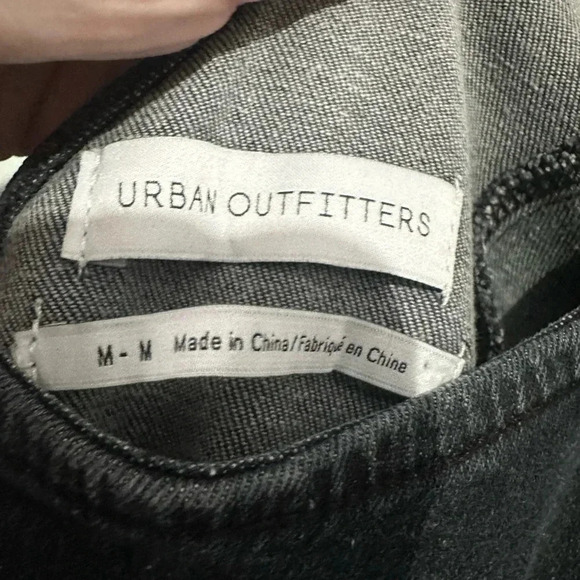 URBAN OUTFITTERS
M - M Made in China/Fabriqué en Chine